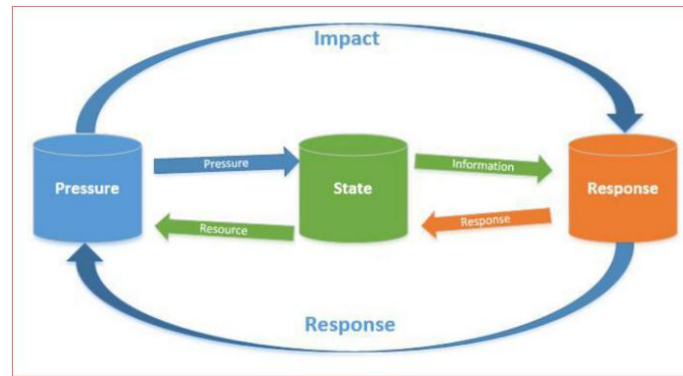 Impact
Pressure
Pressure
State
Information
Response
Resource
Response
Response